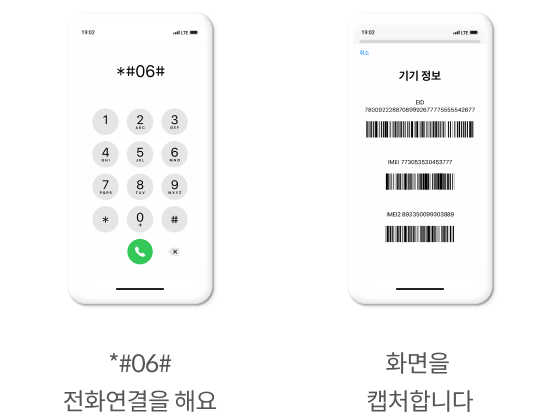 19:02
LTE
*#06#
1
2
ABC
3
DEF
4
GHI
5
JKL
6
MNO
7
PQRS
8
TUV
9
WXYZ
*
0
+
#
*#06#
전화연결을 해요
19:02
LTE
취소
기기 정보
EID
78009222887089992677775555542677
IMEI 773053530453777
IMEI2 893350099303889
화면을
캡처합니다